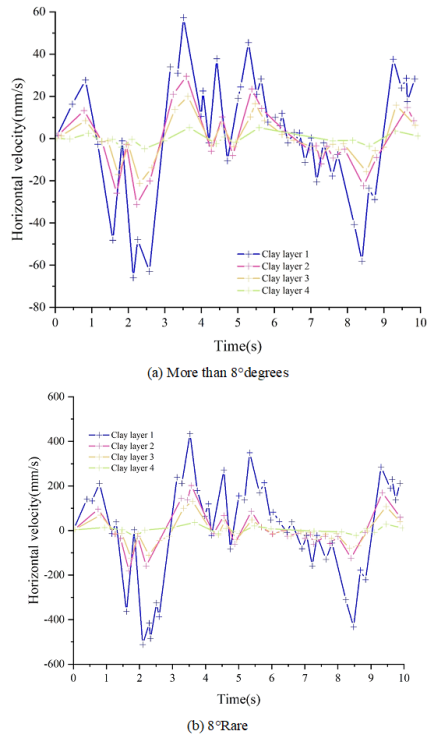 60
40
20
0
-20
-40
-60
-80
Horizontal velocity(mm/s)
Clay layer 1
Clay layer 2
Clay layer 3
Clay layer 4
0 1 2 3 4 5 6 7 8 9 10
Time(s)
(a) More than 8°degrees
600
400
200
0
-200
-400
-600
Horizontal velocity(mm/s)
Clay layer 1
Clay layer 2
Clay layer 3
Clay layer 4
0 1 2 3 4 5 6 7 8 9 10
Time(s)
(b) 8°Rare